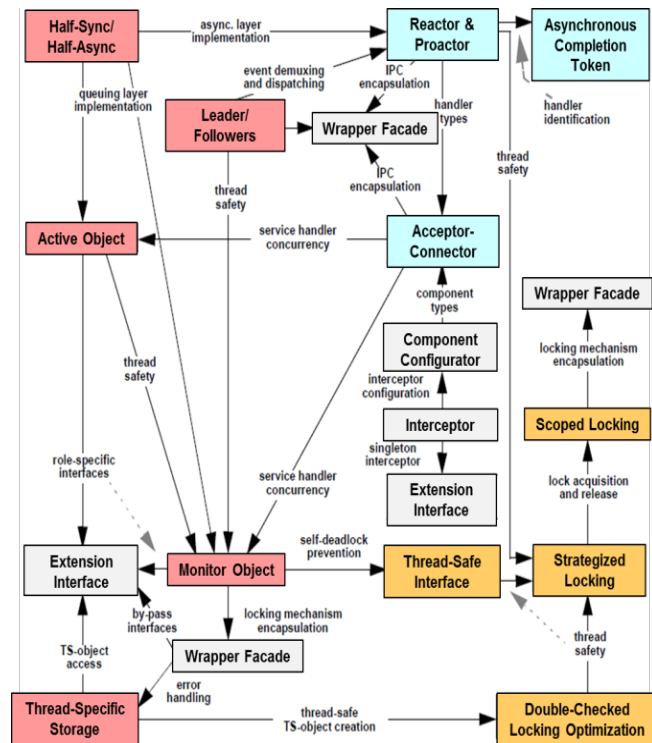 Half-Sync/
Half-Async
async. layer
implementation
Reactor &
Proactor
Asynchronous
Completion
Token
queuing layer
implementation
event demuxing
and dispatching
IPC
encapsulation
handler
types
handler
identification
Leader/
Followers
Wrapper Facade
thread
safety
IPC
encapsulation
thread
safety
Active Object
service handler
concurrency
Acceptor-
Connector
component
types
Wrapper Facade
thread
safety
Component
Configurator
locking mechanism
encapsulation
interceptor
configuration
Interceptor
Scoped Locking
singleton
interceptor
role-specific
interfaces
service handler
concurrency
Extension
Interface
lock acquisition
and release
Extension
Interface
Monitor Object
self-deadlock
prevention
Thread-Safe
Interface
Strategized
Locking
by-pass
interfaces
locking mechanism
encapsulation
TS-object
access
Wrapper Facade
thread
safety
error
handling
Thread-Specific
Storage
thread-safe
TS-object creation
Double-Checked
Locking Optimization